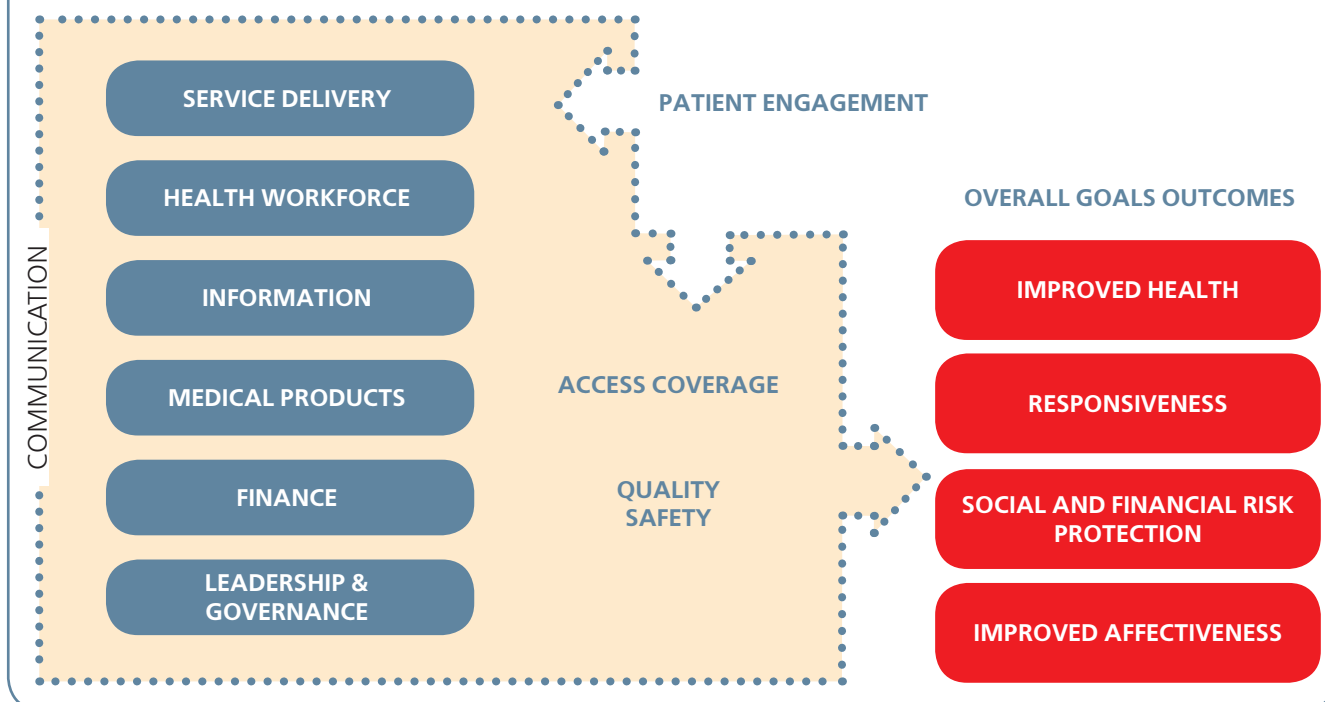 COMMUNICATION
SERVICE DELIVERY
HEALTH WORKFORCE
INFORMATION
MEDICAL PRODUCTS
FINANCE
LEADERSHIP &
GOVERNANCE
PATIENT ENGAGEMENT
ACCESS COVERAGE
QUALITY
SAFETY
OVERALL GOALS OUTCOMES
IMPROVED HEALTH
RESPONSIVENESS
SOCIAL AND FINANCIAL RISK
PROTECTION
IMPROVED AFFECTIVENESS